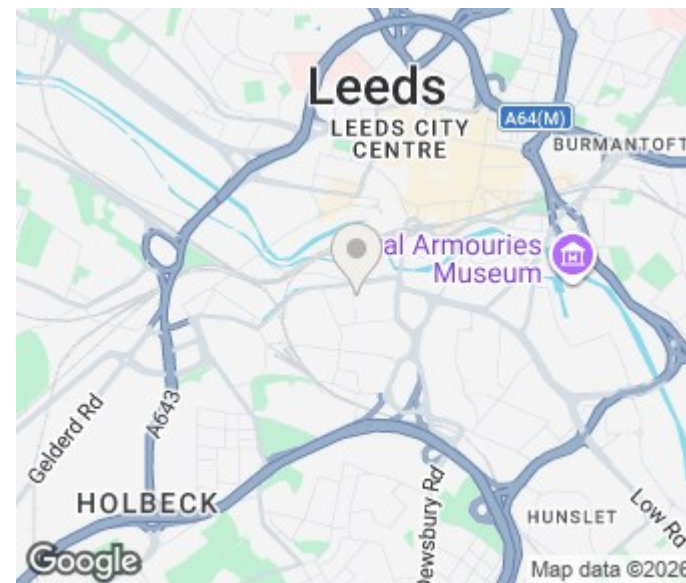 Leeds
LEEDS CITY
CENTRE
A64(M)
BURMANTOFT
al Armouries
Museum
Gelderd Rd
A643
HOLBECK
Dewsbury Rd
HUNSLET
Low Rd
Google
Map data ©2026